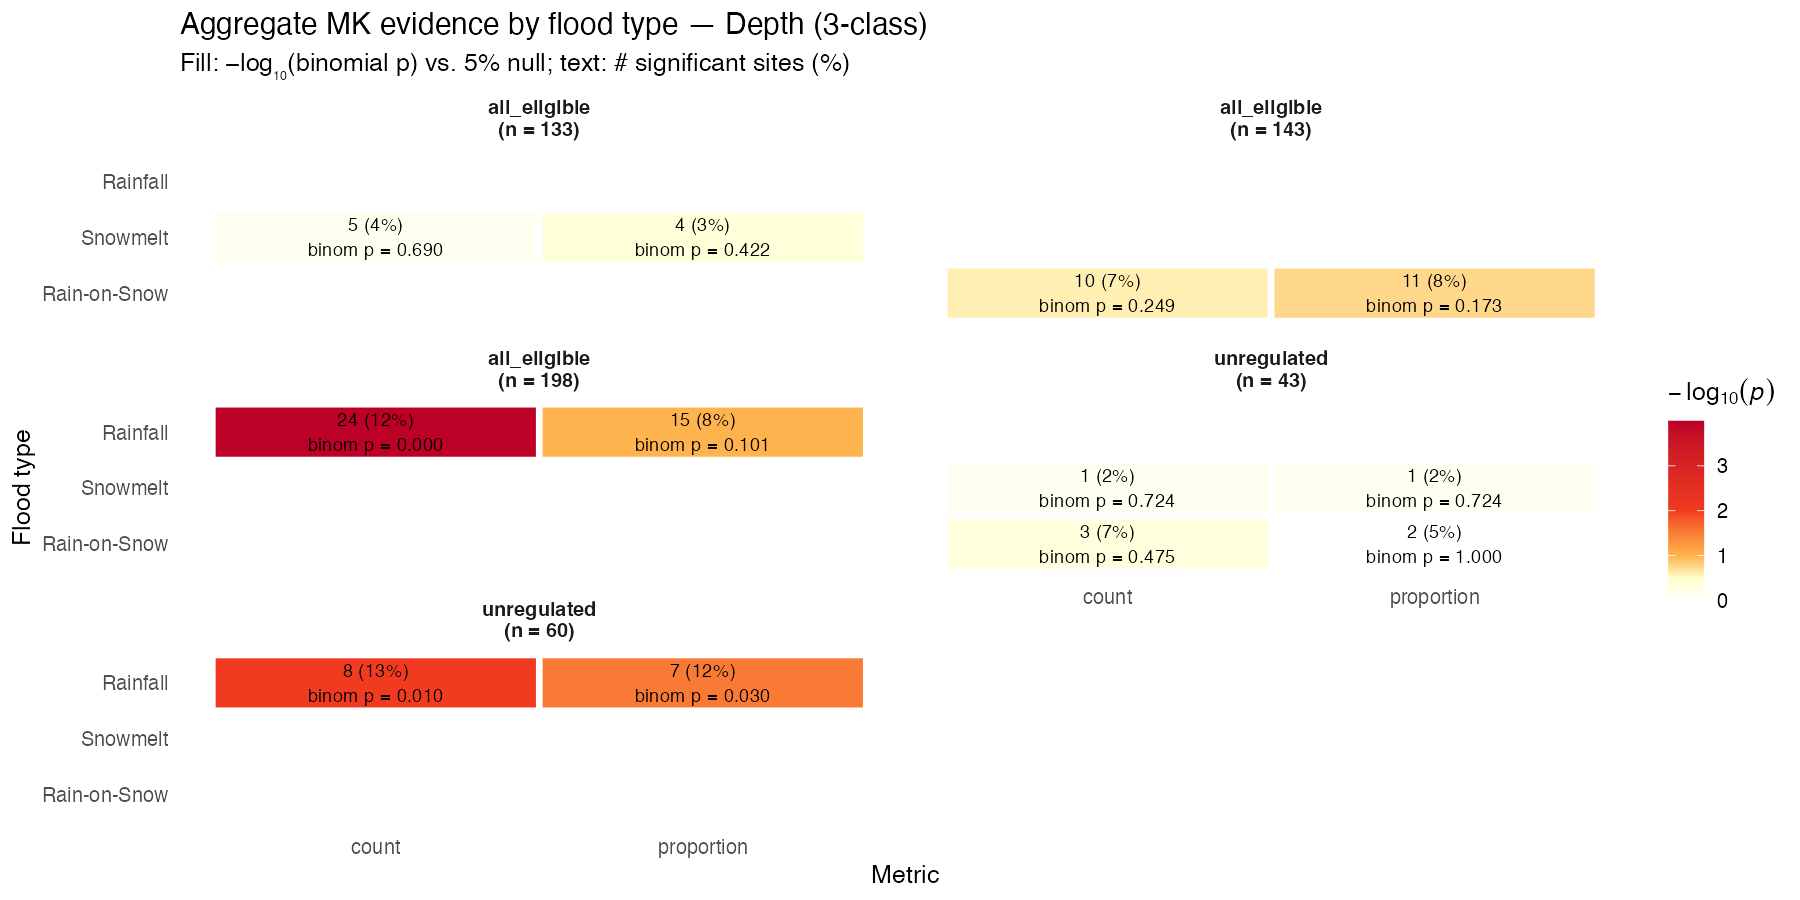 Aggregate MK evidence by flood type — Depth (3-class)
Fill: −log₁₀(binomial p) vs. 5% null; text: # significant sites (%)
all_eligible
(n = 133)
Rainfall
Snowmelt
Rain-on-Snow
5 (4%)
binom p = 0.690
4 (3%)
binom p = 0.422
all_eligible
(n = 143)
10 (7%)
binom p = 0.249
11 (8%)
binom p = 0.173
all_eligible
(n = 198)
Rainfall
Snowmelt
Rain-on-Snow
24 (12%)
binom p = 0.000
15 (8%)
binom p = 0.101
unregulated
(n = 43)
1 (2%)
binom p = 0.724
1 (2%)
binom p = 0.724
3 (7%)
binom p = 0.475
2 (5%)
binom p = 1.000
count
proportion
unregulated
(n = 60)
Rainfall
Snowmelt
Rain-on-Snow
8 (13%)
binom p = 0.010
7 (12%)
binom p = 0.030
count
proportion
Metric
Flood type
−log₁₀(p)
3
2
1
0